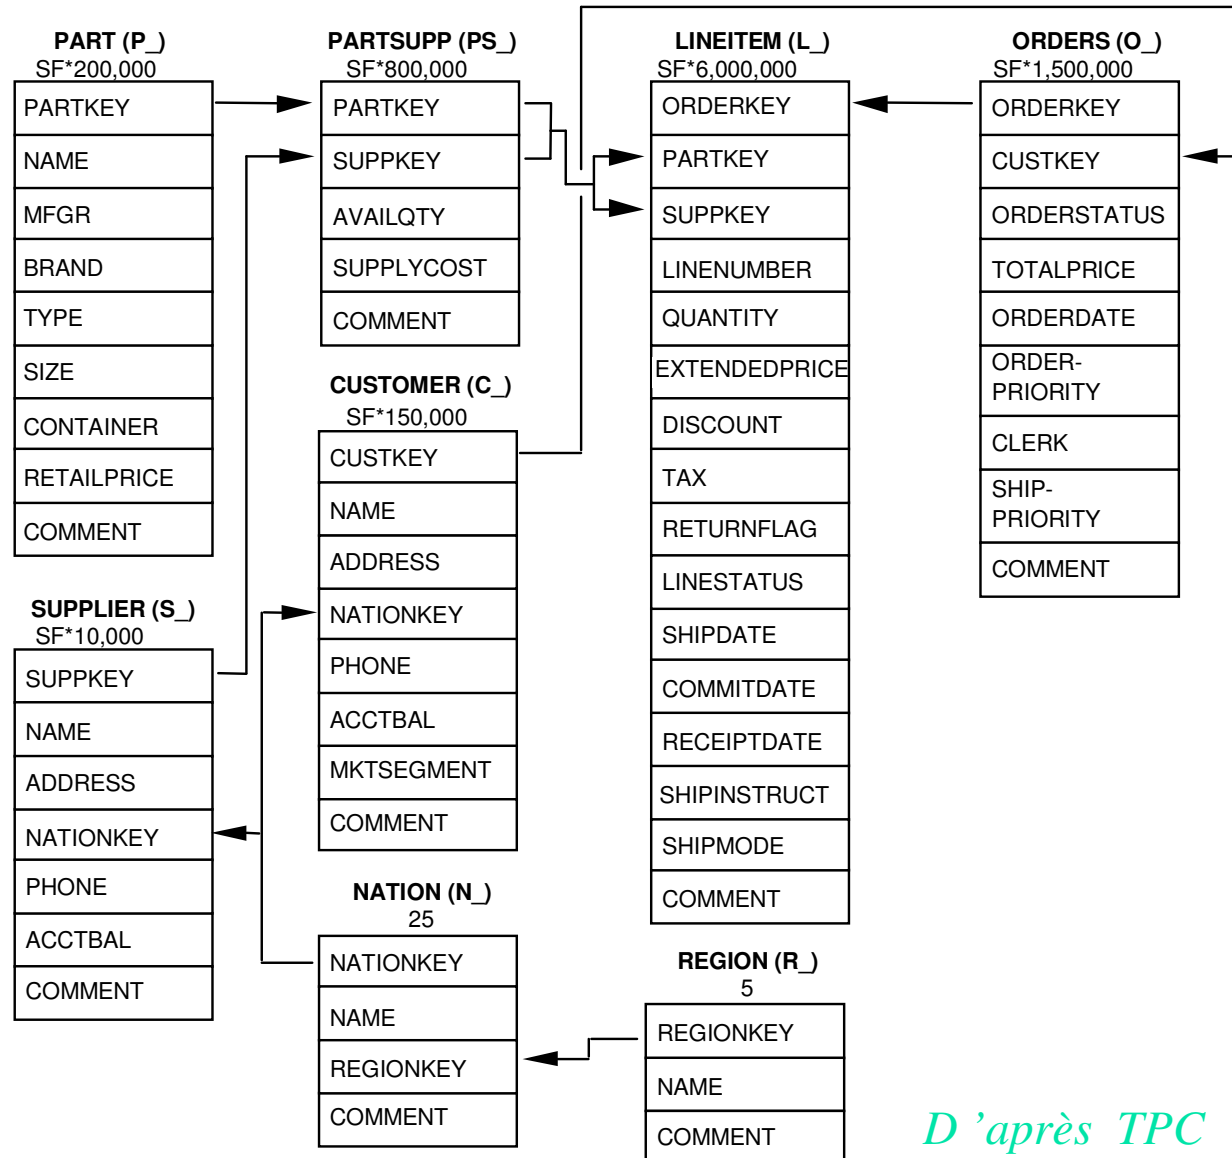 PART (P_)
SF*200,000
PARTKEY
NAME
MFGR
BRAND
TYPE
SIZE
CONTAINER
RETAILPRICE
COMMENT
SUPPLIER (S_)
SF*10,000
SUPPKEY
NAME
ADDRESS
NATIONKEY
PHONE
ACCTBAL
COMMENT
PARTSUPP (PS_)
SF*800,000
PARTKEY
SUPPKEY
AVAILQTY
SUPPLYCOST
COMMENT
CUSTOMER (C_)
SF*150,000
CUSTKEY
NAME
ADDRESS
NATIONKEY
PHONE
ACCTBAL
MKTSEGMENT
COMMENT
NATION (N_)
25
NATIONKEY
NAME
REGIONKEY
COMMENT
LINEITEM (L_)
SF*6,000,000
ORDERKEY
PARTKEY
SUPPKEY
LINENUMBER
QUANTITY
EXTENDEDPRICE
DISCOUNT
TAX
RETURNFLAG
LINESTATUS
SHIPDATE
COMMITDATE
RECEIPTDATE
SHIPINSTRUCT
SHIPMODE
COMMENT
REGION (R_)
5
REGIONKEY
NAME
COMMENT
ORDERS (O_)
SF*1,500,000
ORDERKEY
CUSTKEY
ORDERSTATUS
TOTALPRICE
ORDERDATE
ORDER-
PRIORITY
CLERK
SHIP-
PRIORITY
COMMENT
D ’après TPC